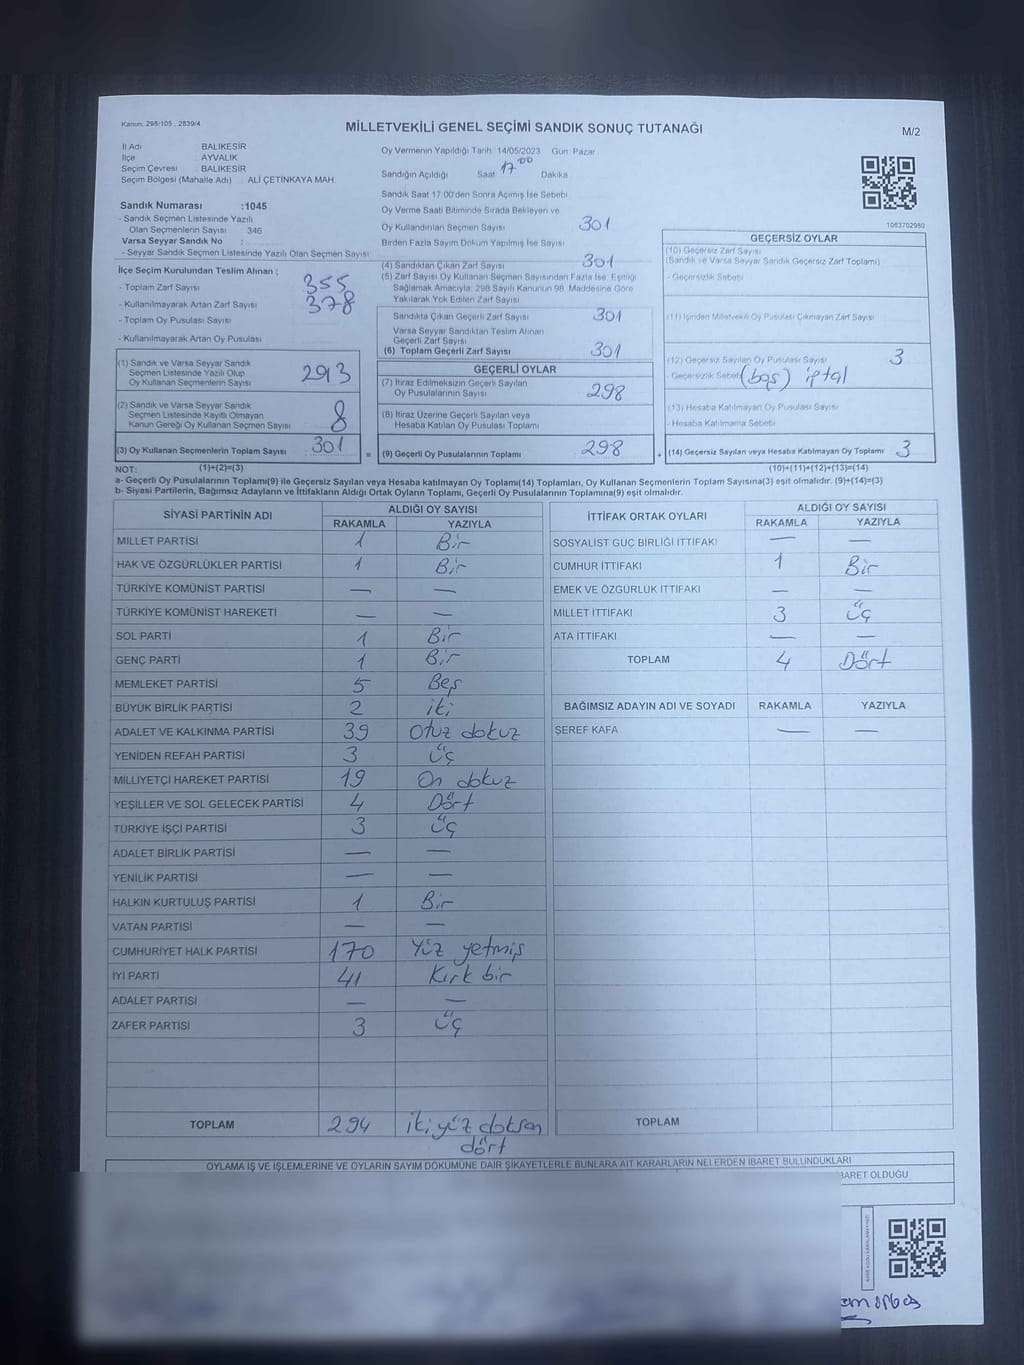 Kanun: 298/105 , 2839/4
MİLLETVEKİLİ GENEL SEÇİMİ SANDIK SONUÇ TUTANAĞI
M/2
İl Adı : BALIKESİR
İlçe : AYVALIK
Seçim Çevresi : BALIKESİR
Seçim Bölgesi (Mahalle Adı) : ALİ ÇETİNKAYA MAH.
Sandık Numarası :1045
- Sandık Seçmen Listesinde Yazılı
Olan Seçmenlerin Sayısı : 346
Varsa Seyyar Sandık No :
- Seyyar Sandık Seçmen Listesinde Yazılı Olan Seçmen Sayısı
İlçe Seçim Kurulundan Teslim Alınan ;
- Toplam Zarf Sayısı 355
- Kullanılmayarak Artan Zarf Sayısı 378
- Toplam Oy Pusulası Sayısı
- Kullanılmayarak Artan Oy Pusulası
(1) Sandık ve Varsa Seyyar Sandık
Seçmen Listesinde Yazılı Olup
Oy Kullanan Seçmenlerin Sayısı 293
(2) Sandık ve Varsa Seyyar Sandık
Seçmen Listesinde Kayıtlı Olmayan
Kanun Gereği Oy Kullanan Seçmen Sayısı 8
(3) Oy Kullanan Seçmenlerin Toplam Sayısı 301 =
Oy Vermenin Yapıldığı Tarih 14/05/2023 Gün Pazar
Sandığın Açıldığı Saat 17 00 Dakika
Sandık Saat 17:00'den Sonra Açımış İse Sebebi
Oy Verme Saati Bitiminde Sırada Bekleyen ve
Oy Kullandırılan Seçmen Sayısı 301
Birden Fazla Sayım Döküm Yapılmış İse Sayısı
(4) Sandıktan Çıkan Zarf Sayısı 301
(5) Zarf Sayısı Oy Kullanan Seçmen Sayısından Fazla İse, Eşitliği
Sağlamak Amacıyla; 298 Sayılı Kanunun 98. Maddesine Göre
Yakılarak Yok Edilen Zarf Sayısı
Sandıkta Çıkan Geçerli Zarf Sayısı 301
Varsa Seyyar Sandıktan Teslim Alınan
Geçerli Zarf Sayısı
(6) Toplam Geçerli Zarf Sayısı 301
GEÇERLİ OYLAR
(7) İtiraz Edilmeksizin Geçerli Sayılan
Oy Pusulalarının Sayısı 298
(8) İtiraz Üzerine Geçerli Sayılan veya
Hesaba Katılan Oy Pusulası Toplamı
(9) Geçerli Oy Pusulalarının Toplamı 298 +
1063702980
GEÇERSİZ OYLAR
(10) Geçersiz Zarf Sayısı
(Sandık ve Varsa Seyyar Sandık Geçersiz Zarf Toplamı)
- Geçersizlik Sebebi
(11) İçinden Milletvekili Oy Pusulası Çıkmayan Zarf Sayısı
(12) Geçersiz Sayılan Oy Pusulası Sayısı 3
- Geçersizlik Sebebi (boş) iptal
(13) Hesaba Katılmayan Oy Pusulası Sayısı
- Hesaba Katılmama Sebebi
(14) Geçersiz Sayılan veya Hesaba Katılmayan Oy Toplamı 3
NOT: (1)+(2)=(3) (10)+(11)+(12)+(13)=(14)
a- Geçerli Oy Pusulalarının Toplamı(9) ile Geçersiz Sayılan veya Hesaba katılmayan Oy Toplamı(14) Toplamları, Oy Kullanan Seçmenlerin Toplam Sayısına(3) eşit olmalıdır. (9)+(14)=(3)
b- Siyasi Partilerin, Bağımsız Adayların ve İttifakların Aldığı Ortak Oyların Toplamı, Geçerli Oy Pusulalarının Toplamına(9) eşit olmalıdır.
SİYASİ PARTİNİN ADI ALDIĞI OY SAYISI
RAKAMLA YAZIYLA
MİLLET PARTİSİ 1 Bir
HAK VE ÖZGÜRLÜKLER PARTİSİ 1 Bir
TÜRKİYE KOMÜNİST PARTİSİ — —
TÜRKİYE KOMÜNİST HAREKETİ — —
SOL PARTİ 1 Bir
GENÇ PARTİ 1 Bir
MEMLEKET PARTİSİ 5 Beş
BÜYÜK BİRLİK PARTİSİ 2 iki
ADALET VE KALKINMA PARTİSİ 39 Otuz dokuz
YENİDEN REFAH PARTİSİ 3 Üç
MİLLİYETÇİ HAREKET PARTİSİ 19 On dokuz
YEŞİLLER VE SOL GELECEK PARTİSİ 4 Dört
TÜRKİYE İŞÇİ PARTİSİ 3 Üç
ADALET BİRLİK PARTİSİ — —
YENİLİK PARTİSİ — —
HALKIN KURTULUŞ PARTİSİ 1 Bir
VATAN PARTİSİ — —
CUMHURİYET HALK PARTİSİ 170 Yüz yetmiş
İYİ PARTİ 41 Kırk bir
ADALET PARTİSİ — —
ZAFER PARTİSİ 3 Üç
TOPLAM 294 iki yüz doksan
dört
İTTİFAK ORTAK OYLARI ALDIĞI OY SAYISI
RAKAMLA YAZIYLA
SOSYALİST GÜÇ BİRLİĞİ İTTİFAKI — —
CUMHUR İTTİFAKI 1 Bir
EMEK VE ÖZGÜRLÜK İTTİFAKI — —
MİLLET İTTİFAKI 3 Üç
ATA İTTİFAKI — —
TOPLAM 4 Dört
BAĞIMSIZ ADAYIN ADI VE SOYADI RAKAMLA YAZIYLA
ŞEREF KAFA — —
TOPLAM
OYLAMA İŞ VE İŞLEMLERİNE VE OYLARIN SAYIM DÖKÜMÜNE DAİR ŞİKAYETLERLE BUNLARA AİT KARARLARIN NELERDEN İBARET BULUNDUKLARI
BARET OLDUĞU